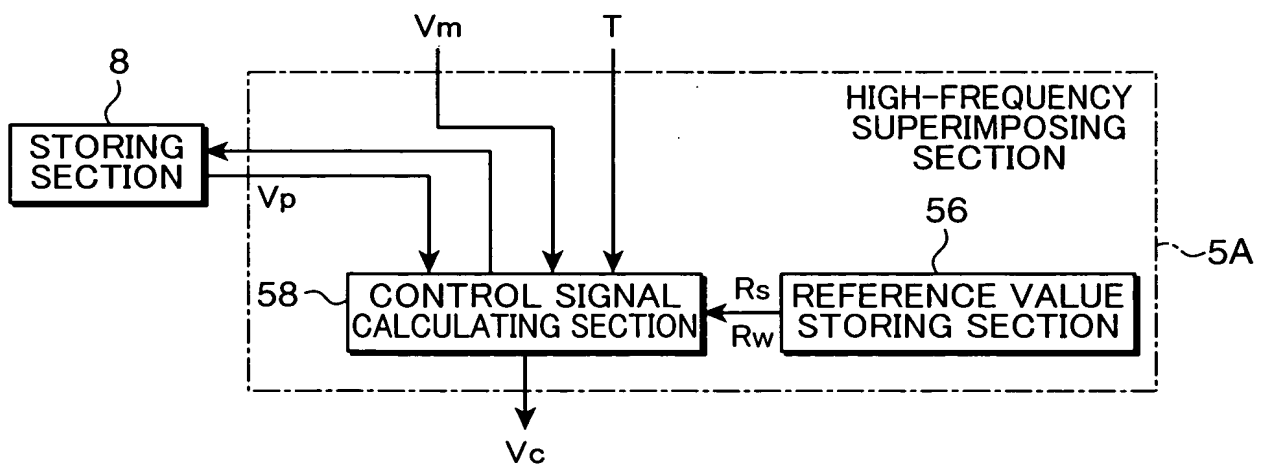 Vm
T
8
STORING
SECTION
Vp
HIGH-FREQUENCY
SUPERIMPOSING
SECTION
56
5A
58
CONTROL SIGNAL
CALCULATING SECTION
Rs
Rw
REFERENCE VALUE
STORING SECTION
Vc